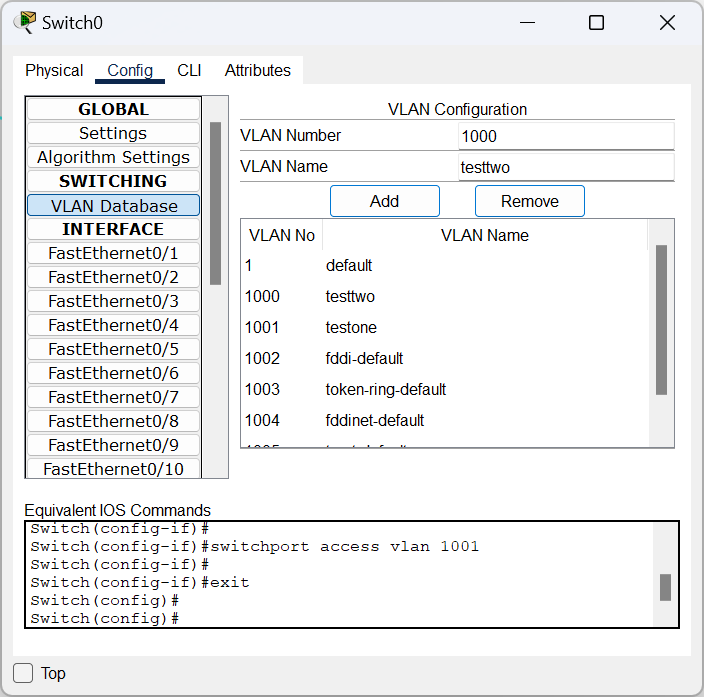 Switch0
Physical Config CLI Attributes
GLOBAL
Settings
Algorithm Settings
SWITCHING
VLAN Database
INTERFACE
FastEthernet0/1
FastEthernet0/2
FastEthernet0/3
FastEthernet0/4
FastEthernet0/5
FastEthernet0/6
FastEthernet0/7
FastEthernet0/8
FastEthernet0/9
FastEthernet0/10
VLAN Configuration
VLAN Number 1000
VLAN Name testtwo
Add Remove
VLAN No VLAN Name
1 default
1000 testtwo
1001 testone
1002 fddi-default
1003 token-ring-default
1004 fddinet-default
Equivalent IOS Commands
Switch(config-if)#
Switch(config-if)#switchport access vlan 1001
Switch(config-if)#
Switch(config-if)#exit
Switch(config)#
Switch(config)#
Top